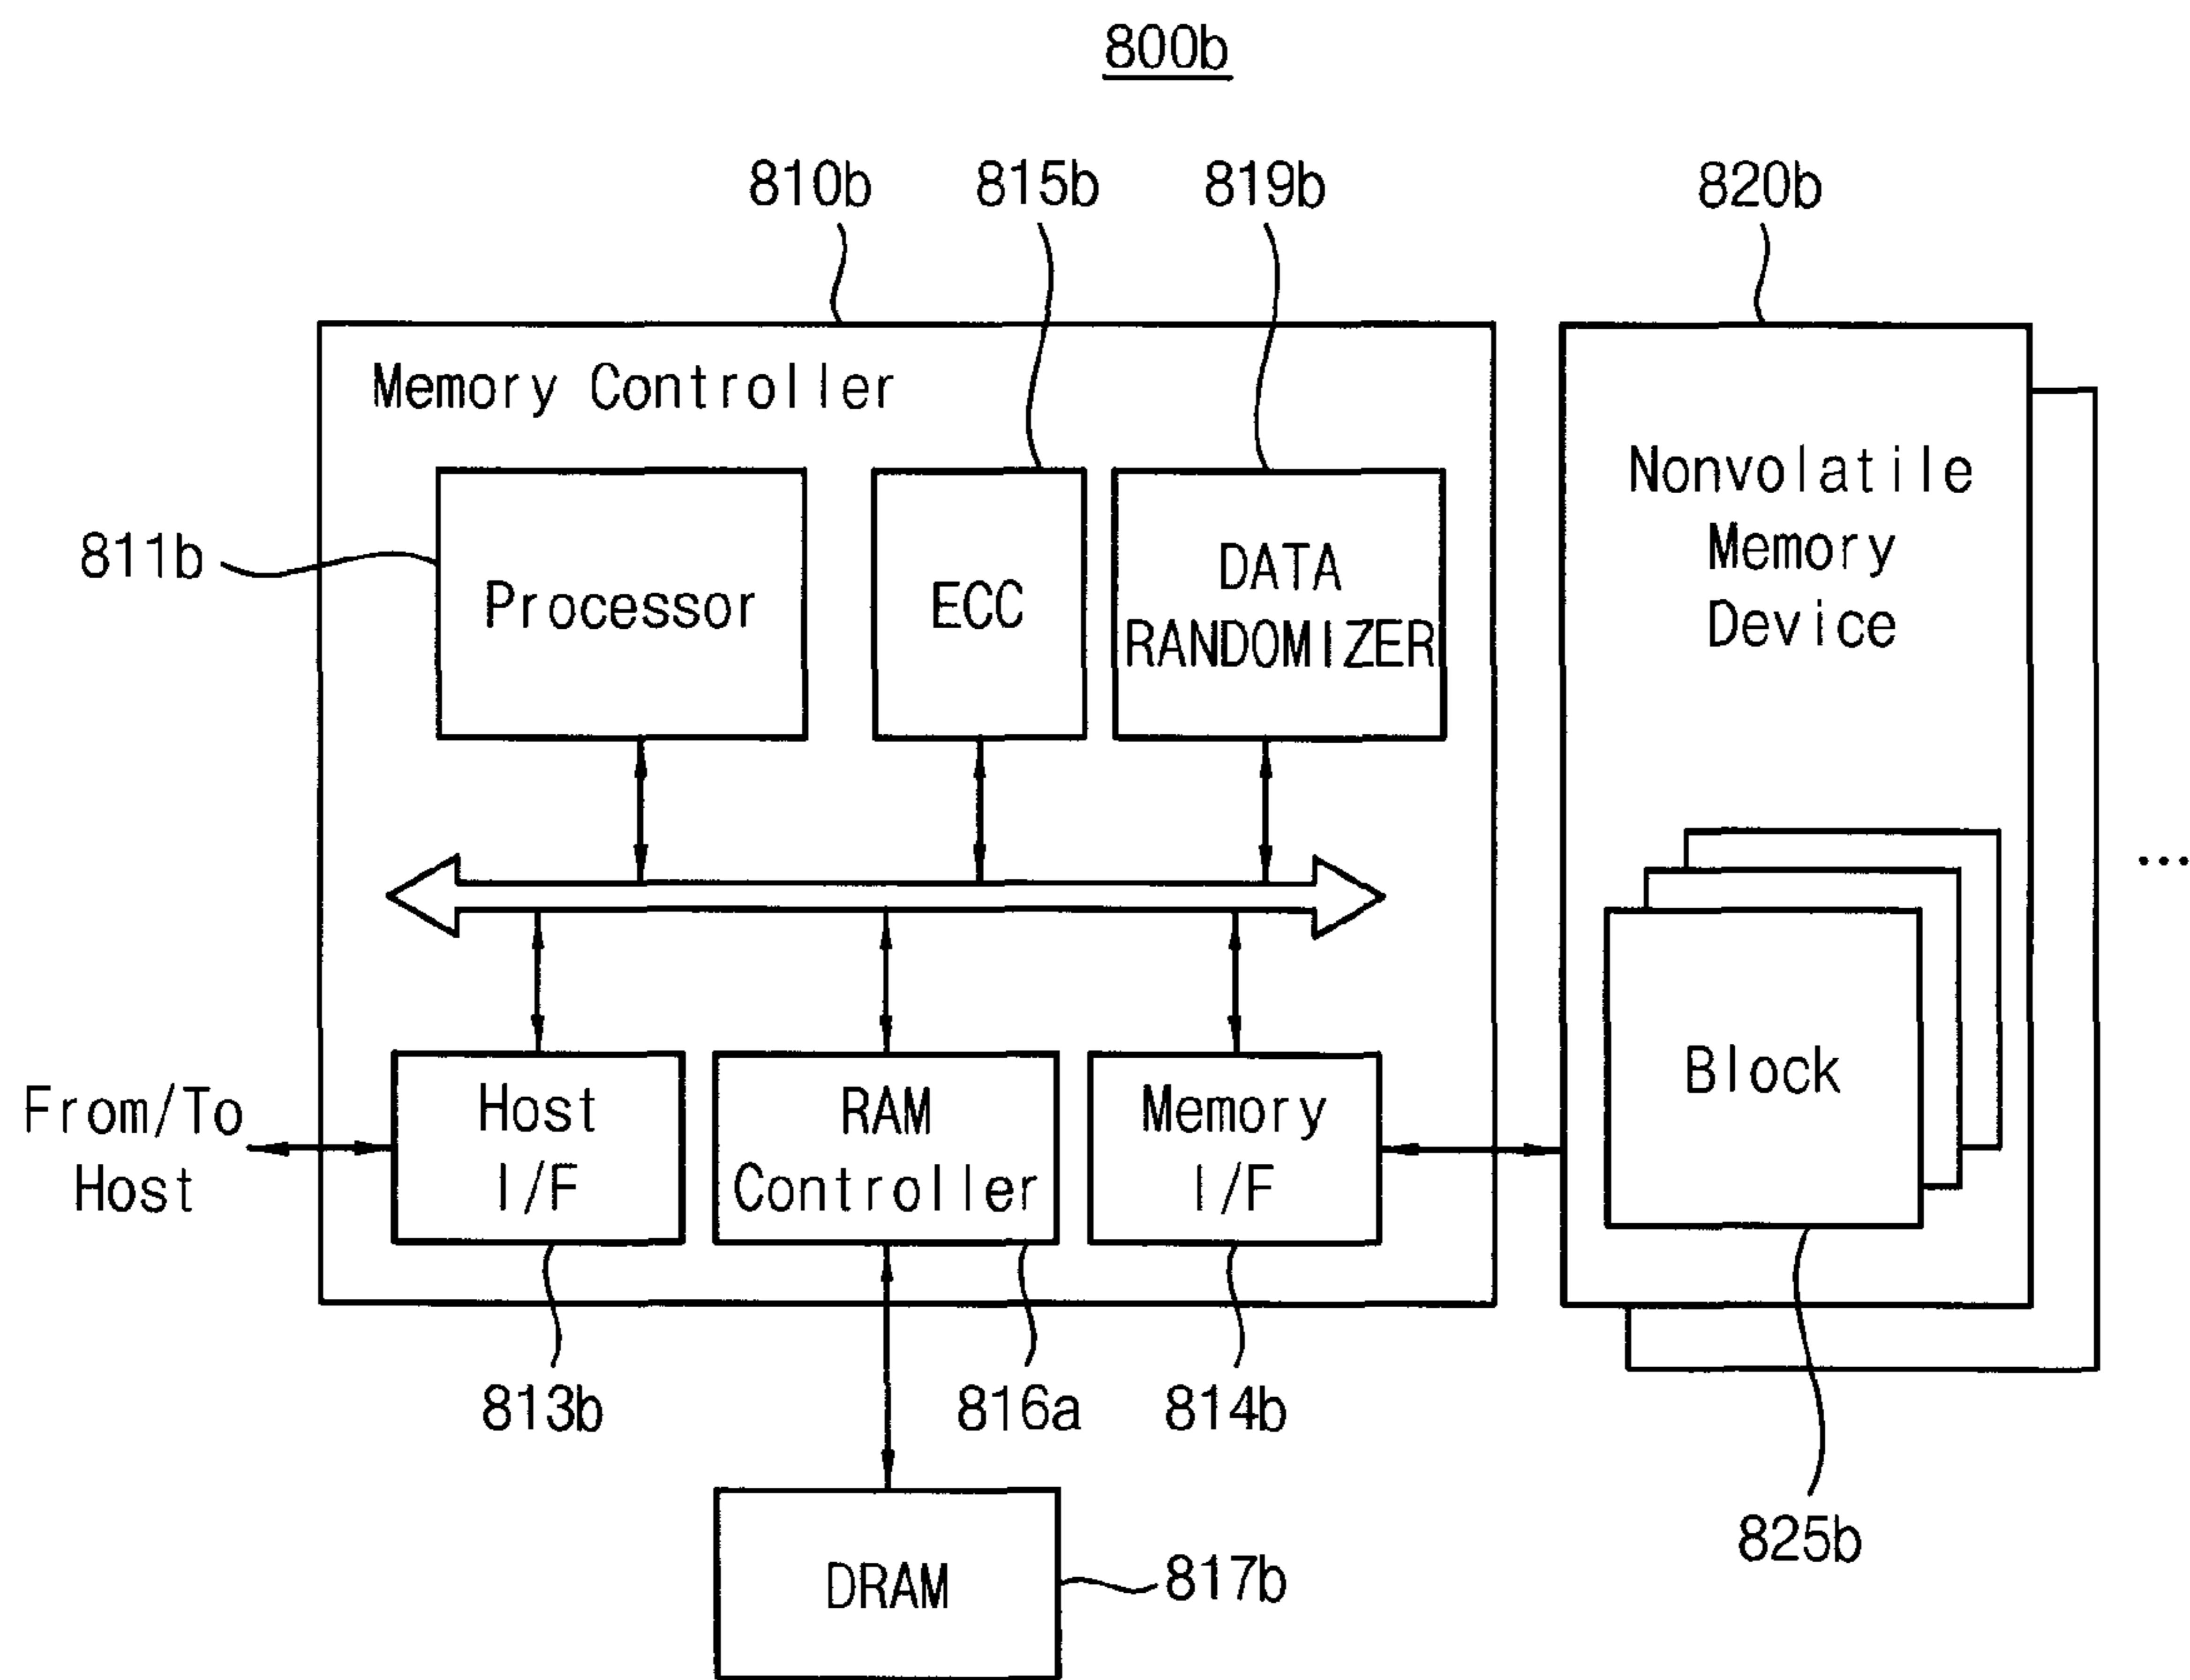 800b
810b
815b
819b
820b
Memory Controller
Nonvolatile
Memory
Device
811b
Processor
ECC
DATA
RANDOMIZER
...
Block
From/To
Host
Host
I/F
RAM
Controller
Memory
I/F
813b
816a
814b
825b
DRAM
817b